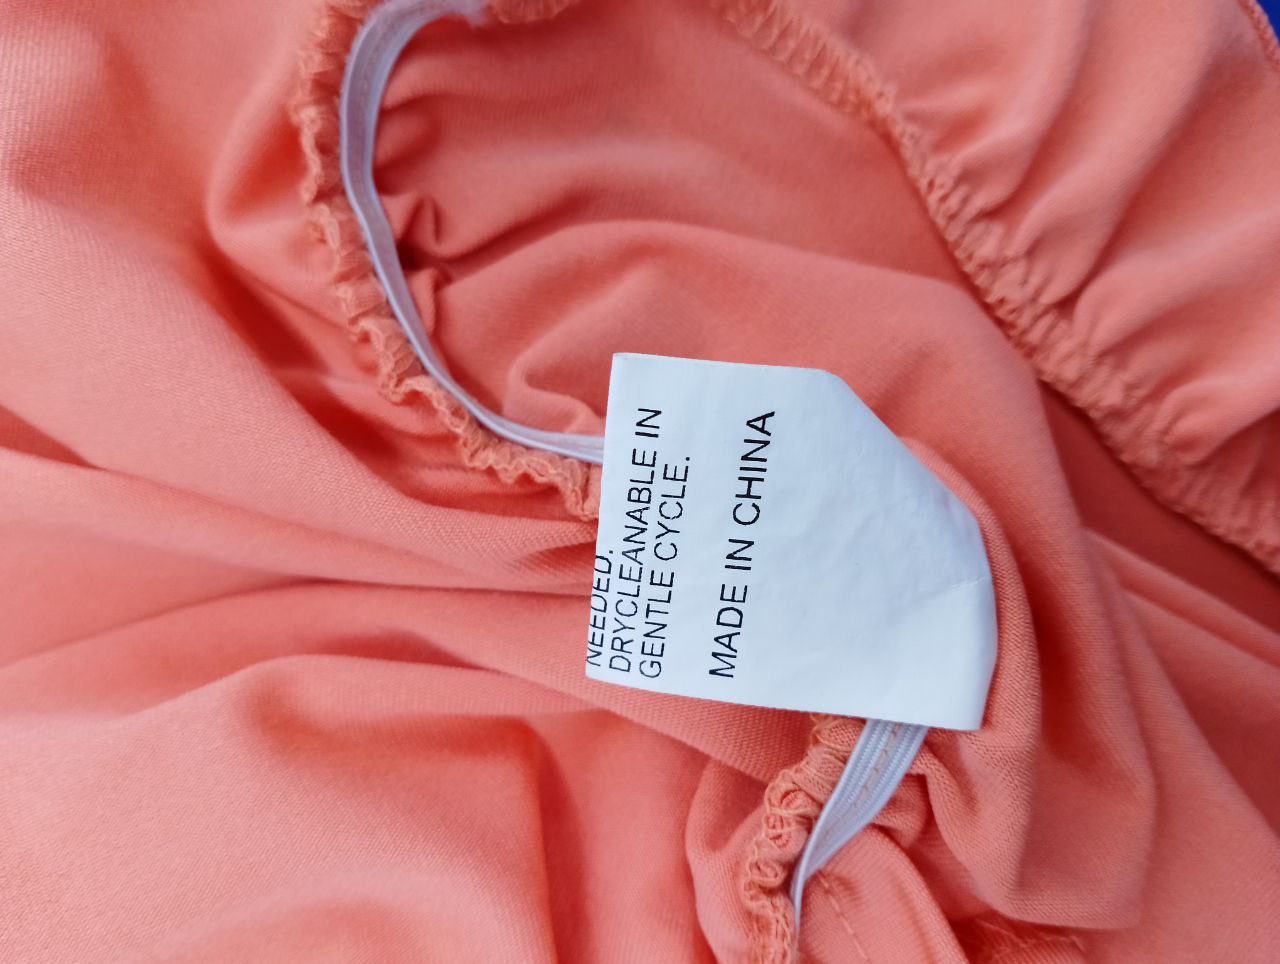 NEEDED.
DRYCLEANABLE IN
GENTLE CYCLE.
MADE IN CHINA